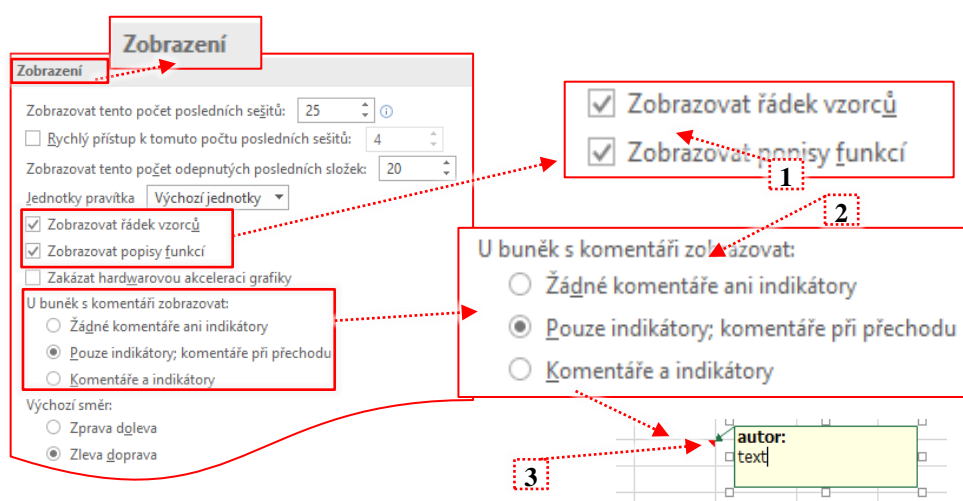 Zobrazení
Zobrazení
Zobrazovat tento počet posledních sešitů: 25
Rychlý přístup k tomuto počtu posledních sešitů: 4
Zobrazovat tento počet odepnutých posledních složek: 20
Jednotky pravítka Výchozí jednotky
Zobrazovat řádek vzorců
Zobrazovat popisy funkcí
Zakázat hardwarovou akceleraci grafiky
U buněk s komentáři zobrazovat:
Žádné komentáře ani indikátory
Pouze indikátory; komentáře při přechodu
Komentáře a indikátory
Výchozí směr:
Zprava doleva
Zleva doprava
Zobrazovat řádek vzorců
Zobrazovat popisy funkcí
1
2
U buněk s komentáři zobrazovat:
Žádné komentáře ani indikátory
Pouze indikátory; komentáře při přechodu
Komentáře a indikátory
3
autor:
text